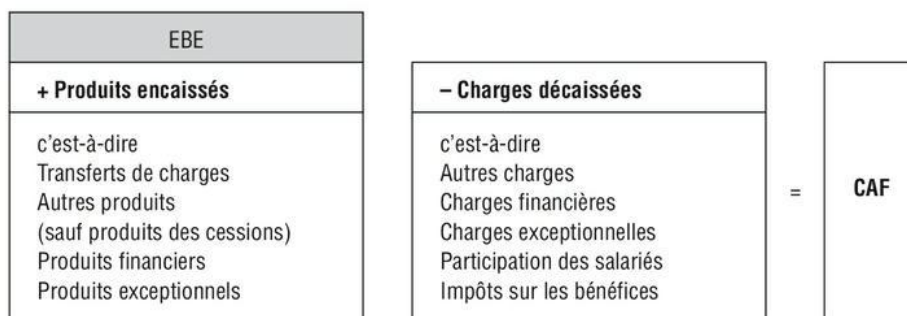 EBE
+ Produits encaissés
c'est-à-dire
Transferts de charges
Autres produits
(sauf produits des cessions)
Produits financiers
Produits exceptionnels
– Charges décaissées
c'est-à-dire
Autres charges
Charges financières
Charges exceptionnelles
Participation des salariés
Impôts sur les bénéfices
=
CAF